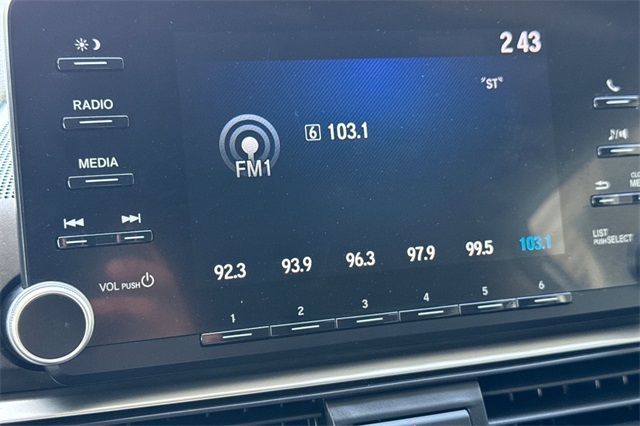 2 43
RADIO
ST
6 103.1
FM1
MEDIA
LIST
PUSH SELECT
VOL PUSH
92.3 93.9 96.3 97.9 99.5 103.1
1 2 3 4 5 6